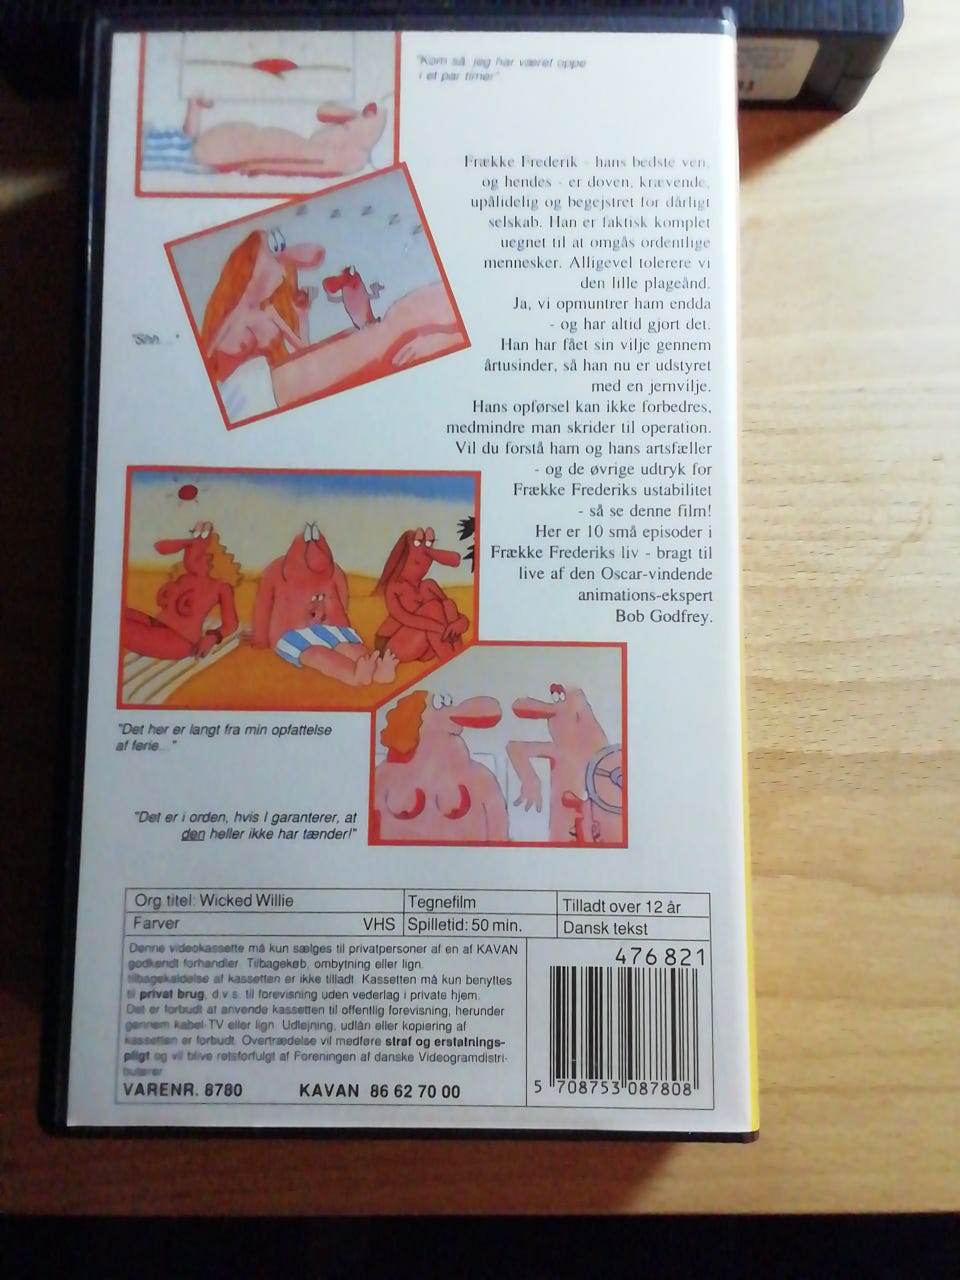 "Kom så, jeg har været oppe
i et par timer"
Frække Frederik - hans bedste ven,
og hendes - er doven, krævende,
upålidelig og begejstret for dårligt
selskab. Han er faktisk komplet
uegnet til at omgås ordentlige
mennesker. Alligevel tolerere vi
den lille plageånd.
Ja, vi opmuntrer ham endda
- og har altid gjort det.
Han har fået sin vilje gennem
årtusinder, så han nu er udstyret
med en jernvilje.
Hans opførsel kan ikke forbedres,
medmindre man skrider til operation.
Vil du forstå ham og hans artsfæller
- og de øvrige udtryk for
Frække Frederiks ustabilitet
- så se denne film!
Her er 10 små episoder i
Frække Frederiks liv - bragt til
live af den Oscar-vindende
animations-ekspert
Bob Godfrey.
z z z z z z
"Shh..."
"Det her er langt fra min opfattelse
af ferie..."
"Det er i orden, hvis I garanterer, at
den heller ikke har tænder!"
Org titel: Wicked Willie
Tegnefilm
Tilladt over 12 år
Farver VHS
Spilletid: 50 min.
Dansk tekst
Denne videokassette må kun sælges til privatpersoner af en af KAVAN
godkendt forhandler. Tilbagekøb, ombytning eller lign.
tilbagekaldelse af kassetten er ikke tilladt. Kassetten må kun benyttes
til privat brug, d.v.s. til forevisning uden vederlag i private hjem.
Det er forbudt at anvende kassetten til offentlig forevisning, herunder
gennem kabel-TV eller lign. Udlejning, udlån eller kopiering af
kassetten er forbudt. Overtrædelse vil medføre straf og erstatnings-
pligt og vil blive retsforfulgt af Foreningen af danske Videogramdistri-
butører.
VARENR. 8780 KAVAN 86 62 70 00
476 821
5 708753 087808